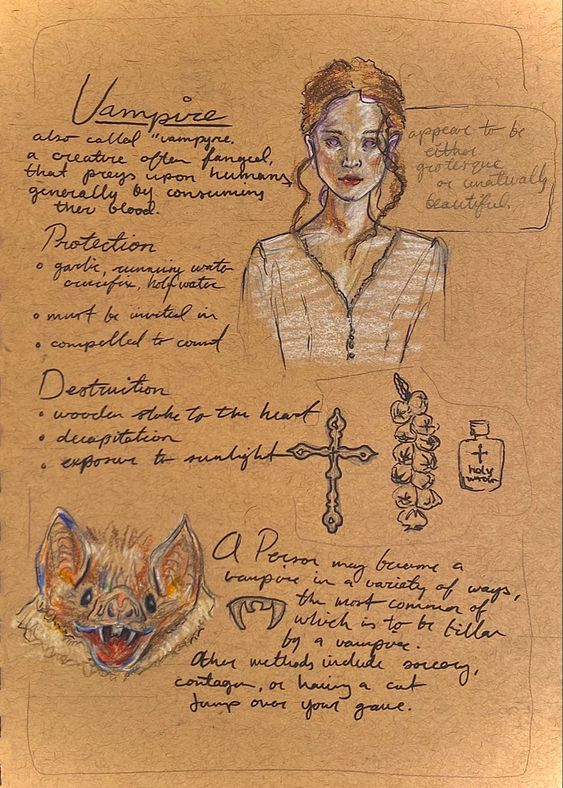 Vampire
also called "vampyre.
a creature often fanged,
that preys upon humans,
generally by consuming
ther blood.
appear to be
either
grotesque
or unaturally
beautiful.
Protection
• garlic, running water
crucifix, holy water
• must be invited in
• compelled to count
Destruction
• wooden stake to the heart
• decapitation
• exposure to sunlight
holy
water
A Person may become a
vampire in a variety of ways,
the most common of
which is to be bitten
by a vampire.
Other methods include sorcery,
contagion, or having a cat
jump over your grave.